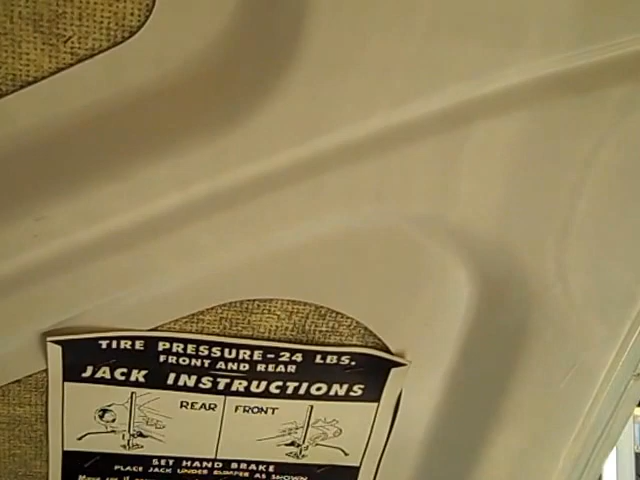 TIRE PRESSURE-24 LBS.
FRONT AND REAR
JACK INSTRUCTIONS
REAR FRONT
SET HAND BRAKE
PLACE JACK UNDER BUMPER AS SHOWN